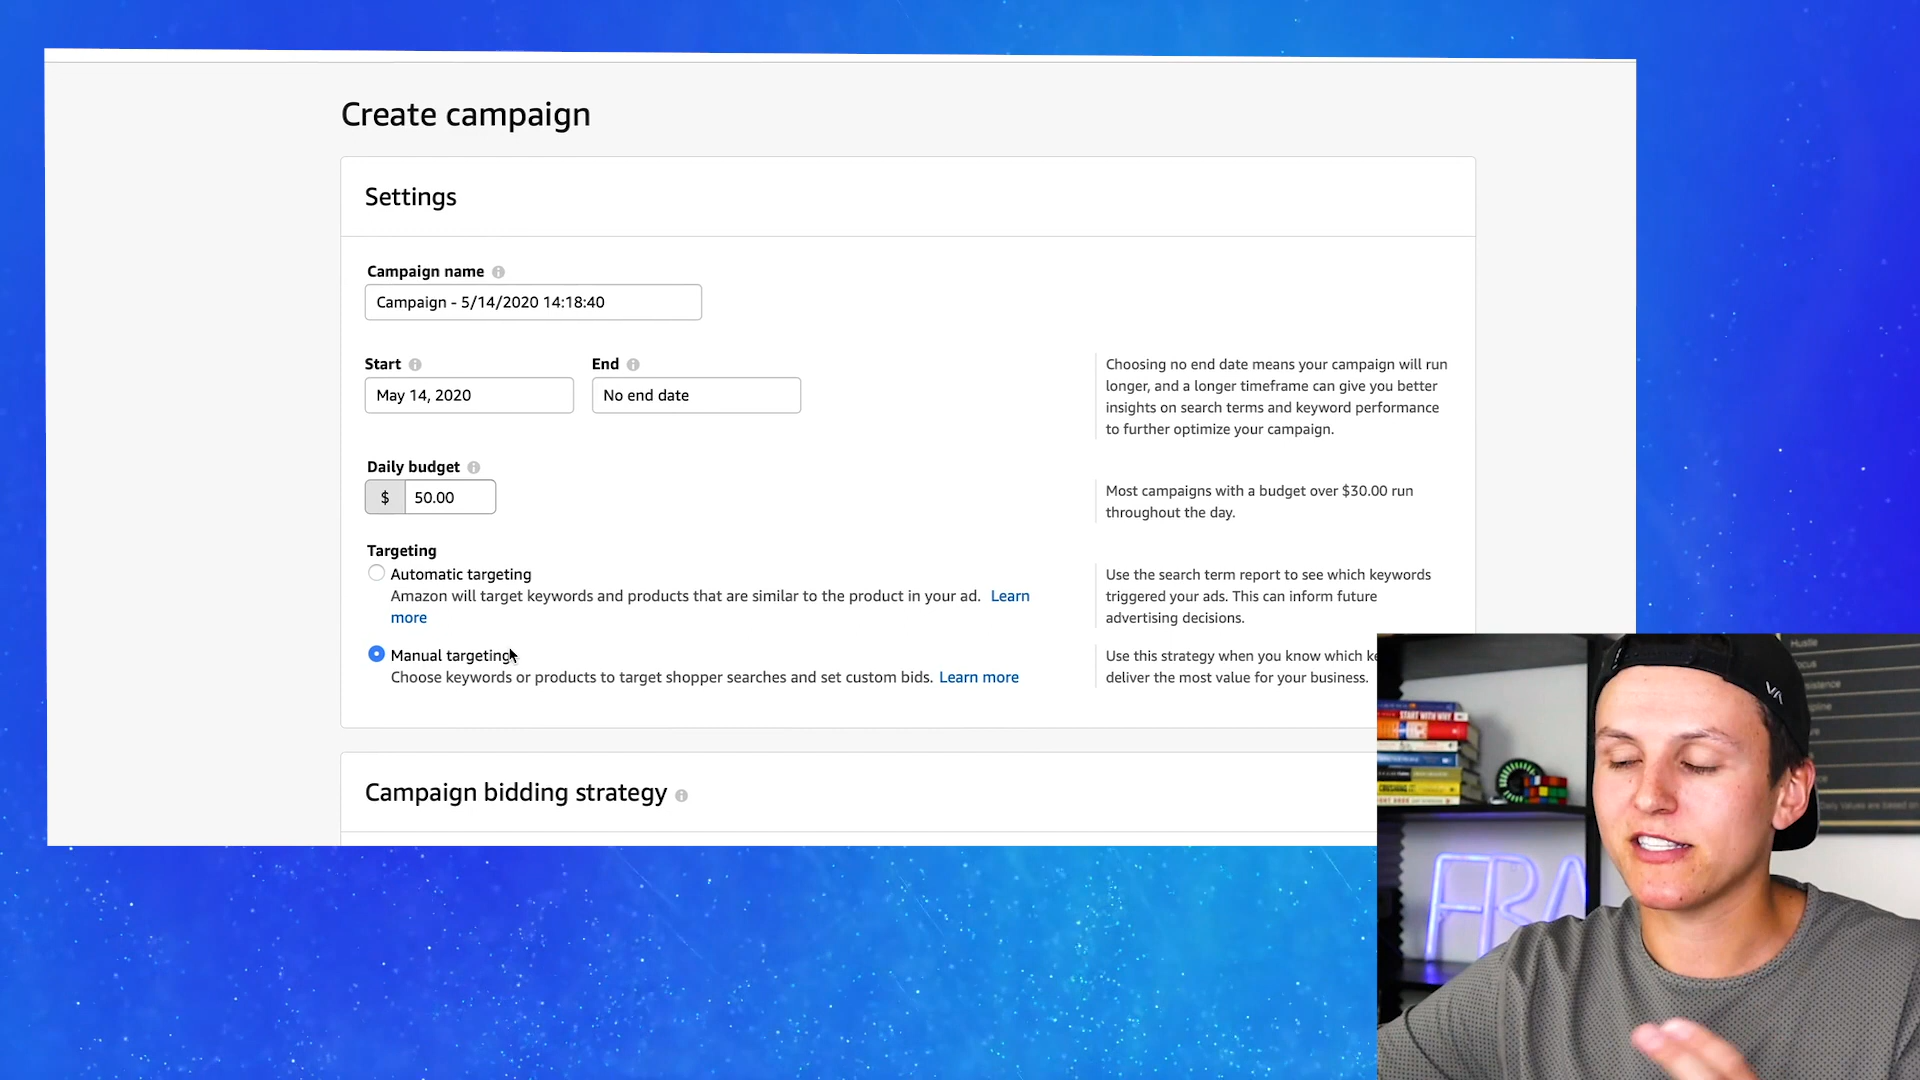 Create campaign
Settings
Campaign name
Campaign - 5/14/2020 14:18:40
Start
End
May 14, 2020
No end date
Choosing no end date means your campaign will run
longer, and a longer timeframe can give you better
insights on search terms and keyword performance
to further optimize your campaign.
Daily budget
$ 50.00
Most campaigns with a budget over $30.00 run
throughout the day.
Targeting
Automatic targeting
Amazon will target keywords and products that are similar to the product in your ad. Learn
more
Use the search term report to see which keywords
triggered your ads. This can inform future
advertising decisions.
Manual targeting
Choose keywords or products to target shopper searches and set custom bids. Learn more
Use this strategy when you know which ke
deliver the most value for your business.
Campaign bidding strategy
Hustle
START WITH WHY
FBA